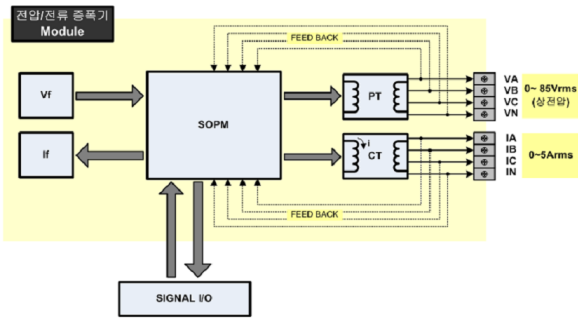 전압/전류 증폭기
Module
FEED BACK
Vf
SOPM
PT
VA
VB
VC
VN
0~ 85Vrms
(상전압)
If
i
CT
IA
IB
IC
IN
0~5Arms
FEED BACK
SIGNAL I/O